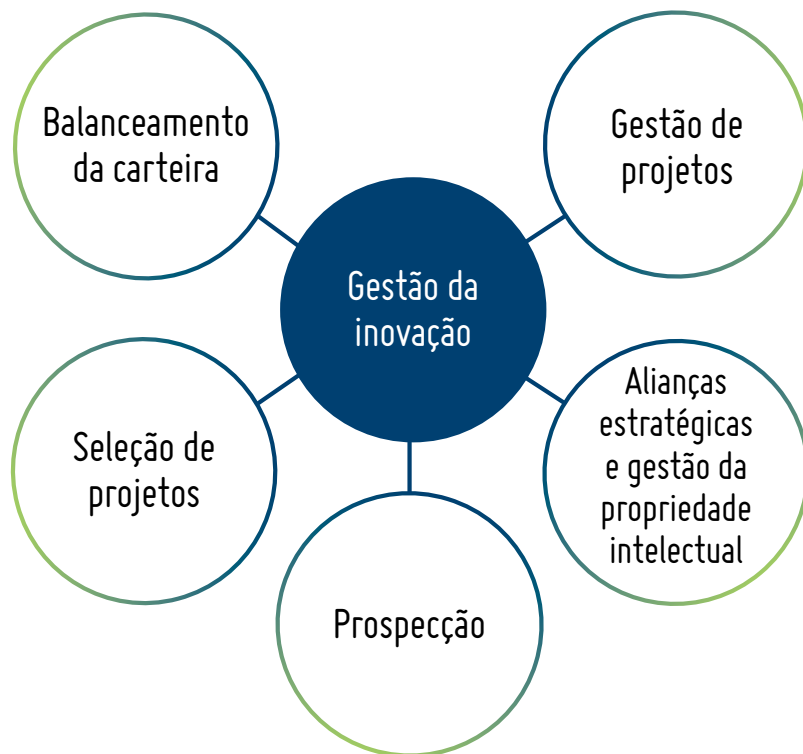 Balanceamento
da carteira
Gestão de
projetos
Gestão da
inovação
Seleção de
projetos
Alianças
estratégicas
e gestão da
propriedade
intelectual
Prospecção